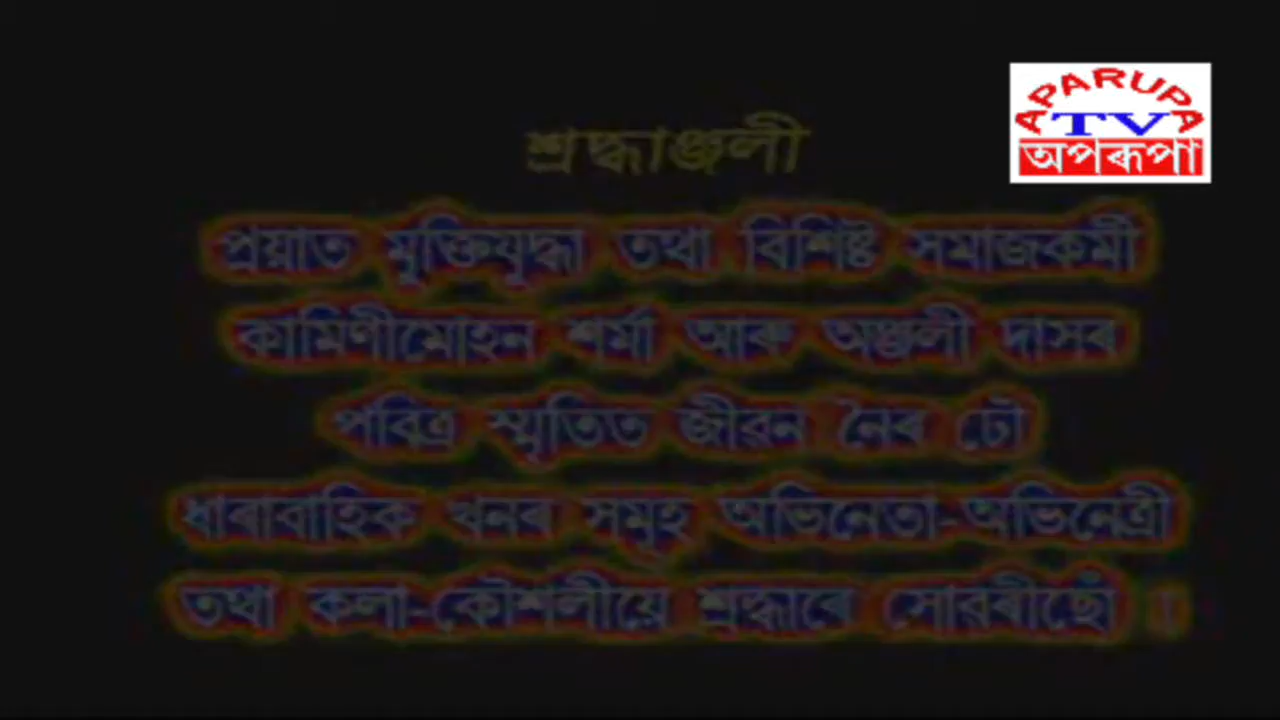 APARUPA
TV
অপৰূপা
শ্ৰদ্ধাঞ্জলী
প্ৰয়াত মুক্তিযুদ্ধা তথা বিশিষ্ট সমাজকৰ্মী
কামিণীমোহন শৰ্মা আৰু অঞ্জলী দাসৰ
পবিত্ৰ স্মৃতিত জীৱন নৈৰ ঢৌ
ধাৰাবাহিক খনৰ সমূহ অভিনেতা-অভিনেত্ৰী
তথা কলা-কৌশলীয়ে শ্ৰদ্ধাৰে সোৱৰীছোঁ ।।